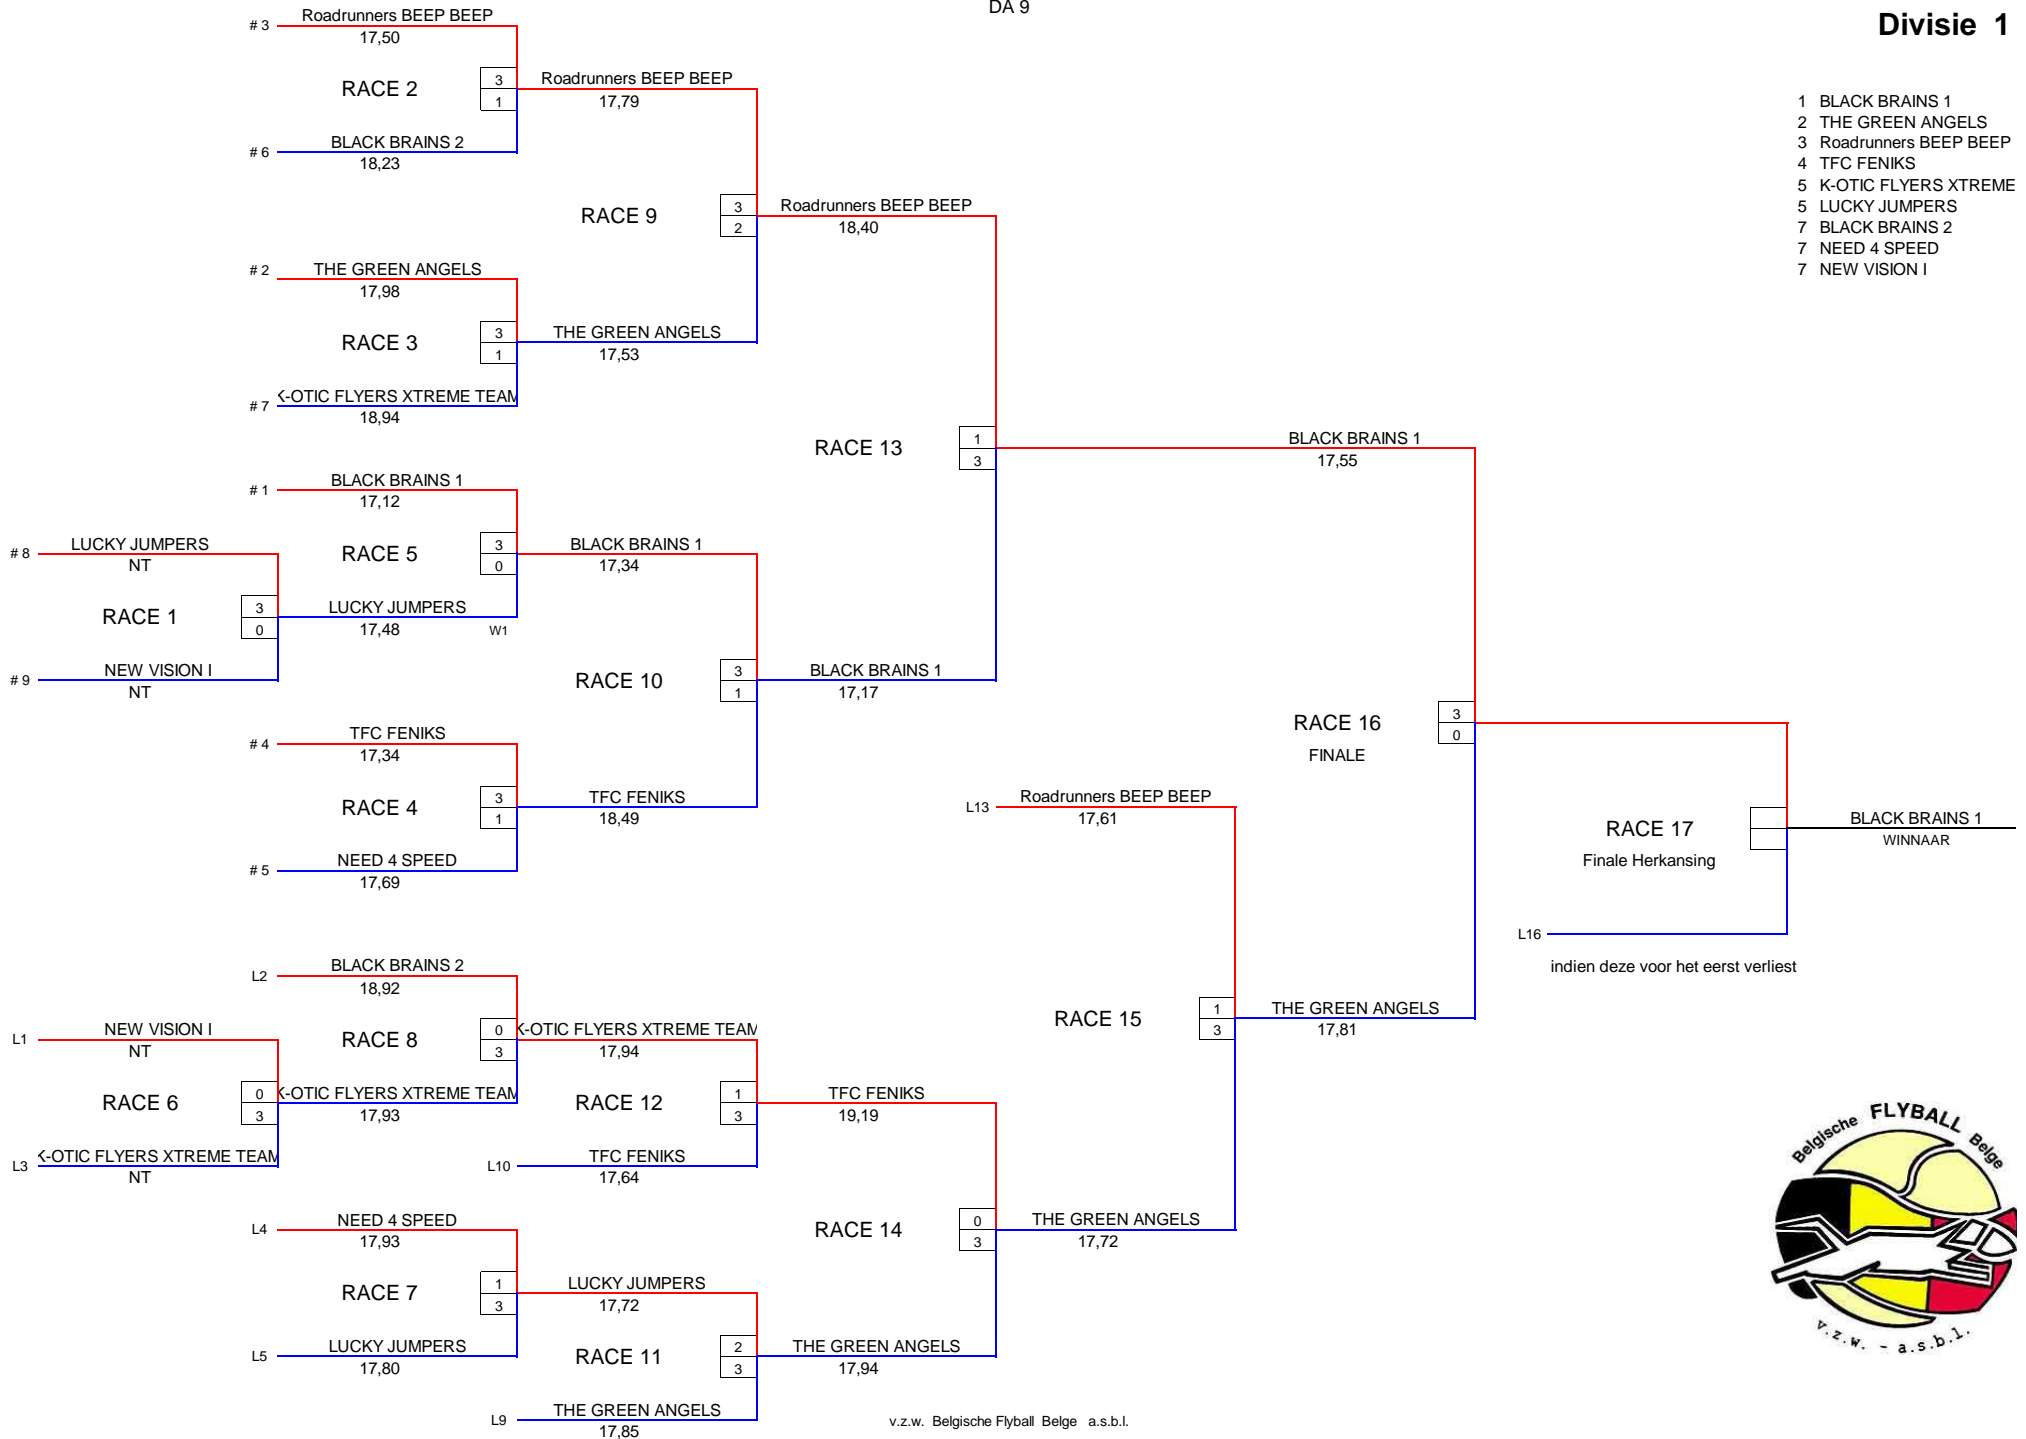 DA 9
Divisie 1
1 BLACK BRAINS 1
2 THE GREEN ANGELS
3 Roadrunners BEEP BEEP
4 TFC FENIKS
5 K-OTIC FLYERS XTREME
5 LUCKY JUMPERS
7 BLACK BRAINS 2
7 NEED 4 SPEED
7 NEW VISION I
# 3 Roadrunners BEEP BEEP
17,50
RACE 2
3
1
# 6 BLACK BRAINS 2
18,23
Roadrunners BEEP BEEP
17,79
RACE 9
3
2
# 2 THE GREEN ANGELS
17,98
RACE 3
3
1
# 7 K-OTIC FLYERS XTREME TEAM
18,94
THE GREEN ANGELS
17,53
Roadrunners BEEP BEEP
18,40
RACE 13
1
3
# 1 BLACK BRAINS 1
17,12
RACE 5
3
0
# 8 LUCKY JUMPERS
NT
RACE 1
3
0
# 9 NEW VISION I
NT
LUCKY JUMPERS
17,48
W1
BLACK BRAINS 1
17,34
RACE 10
3
1
BLACK BRAINS 1
17,17
# 4 TFC FENIKS
17,34
RACE 4
3
1
# 5 NEED 4 SPEED
17,69
TFC FENIKS
18,49
BLACK BRAINS 1
17,55
RACE 16
FINALE
3
0
L13 Roadrunners BEEP BEEP
17,61
RACE 17
Finale Herkansing
BLACK BRAINS 1
WINNAAR
L16
indien deze voor het eerst verliest
RACE 15
1
3
THE GREEN ANGELS
17,81
L2 BLACK BRAINS 2
18,92
L1 NEW VISION I
NT
RACE 8
0
3
RACE 6
0
3
L3 K-OTIC FLYERS XTREME TEAM
NT
K-OTIC FLYERS XTREME TEAM
17,93
K-OTIC FLYERS XTREME TEAM
17,94
RACE 12
1
3
L10 TFC FENIKS
17,64
TFC FENIKS
19,19
RACE 14
0
3
THE GREEN ANGELS
17,72
L4 NEED 4 SPEED
17,93
RACE 7
1
3
L5 LUCKY JUMPERS
17,80
LUCKY JUMPERS
17,72
RACE 11
2
3
L9 THE GREEN ANGELS
17,85
THE GREEN ANGELS
17,94
v.z.w. Belgische Flyball Belge a.s.b.l.
Belgische FLYBALL Belge
v.z.w. - a.s.b.l.